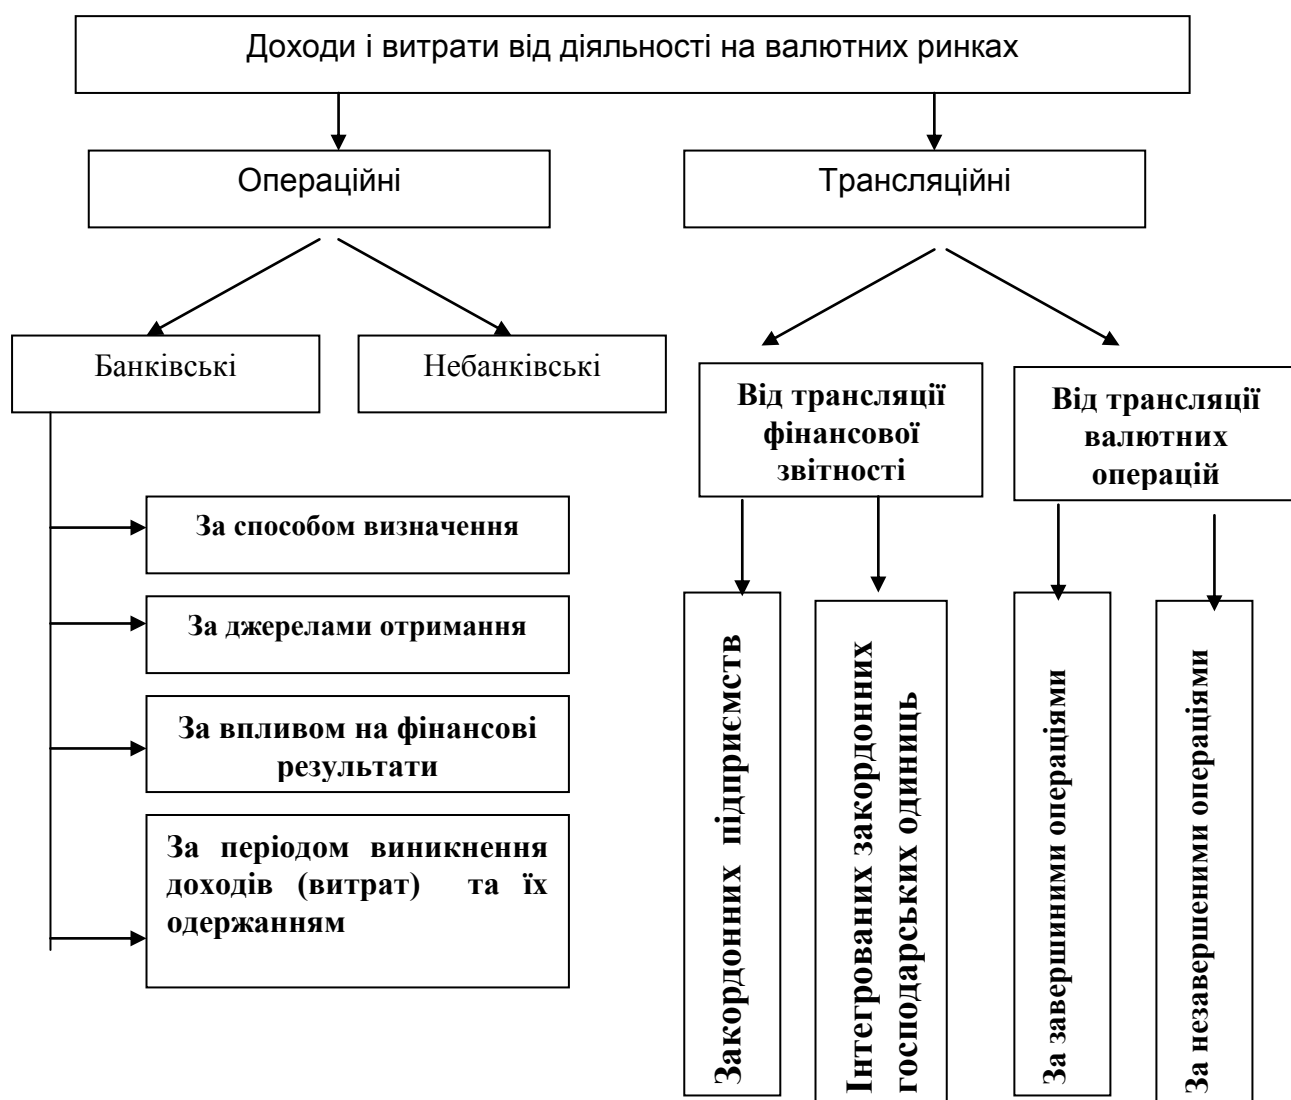 Доходи і витрати від діяльності на валютних ринках
Операційні
Трансляційні
Банківські
Небанківські
Від трансляції
фінансової
звітності
Від трансляції
валютних
операцій
За способом визначення
За джерелами отримання
За впливом на фінансові
результати
За періодом виникнення
доходів (витрат) та їх
одержанням
Закордонних підприємств
Інтегрованих закордонних
господарських одиниць
За завершиними операціями
За незавершеними операціями